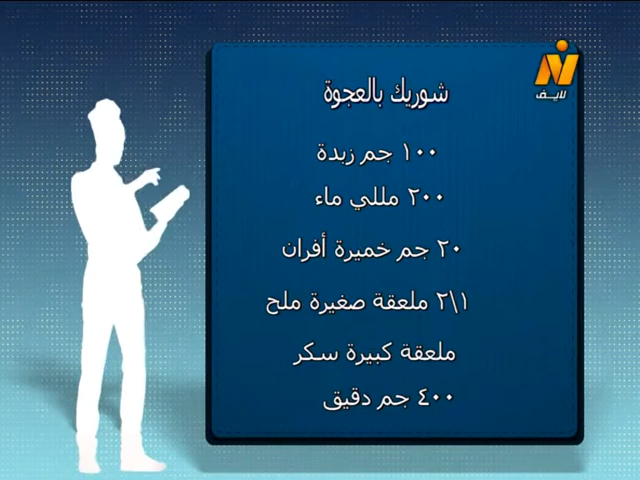 لايف
شوريك بالعجوة
١٠٠ جم زبدة
٢٠٠ مللي ماء
٢٠ جم خميرة أفران
١\٢ ملعقة صغيرة ملح
ملعقة كبيرة سكر
٤٠٠ جم دقيق